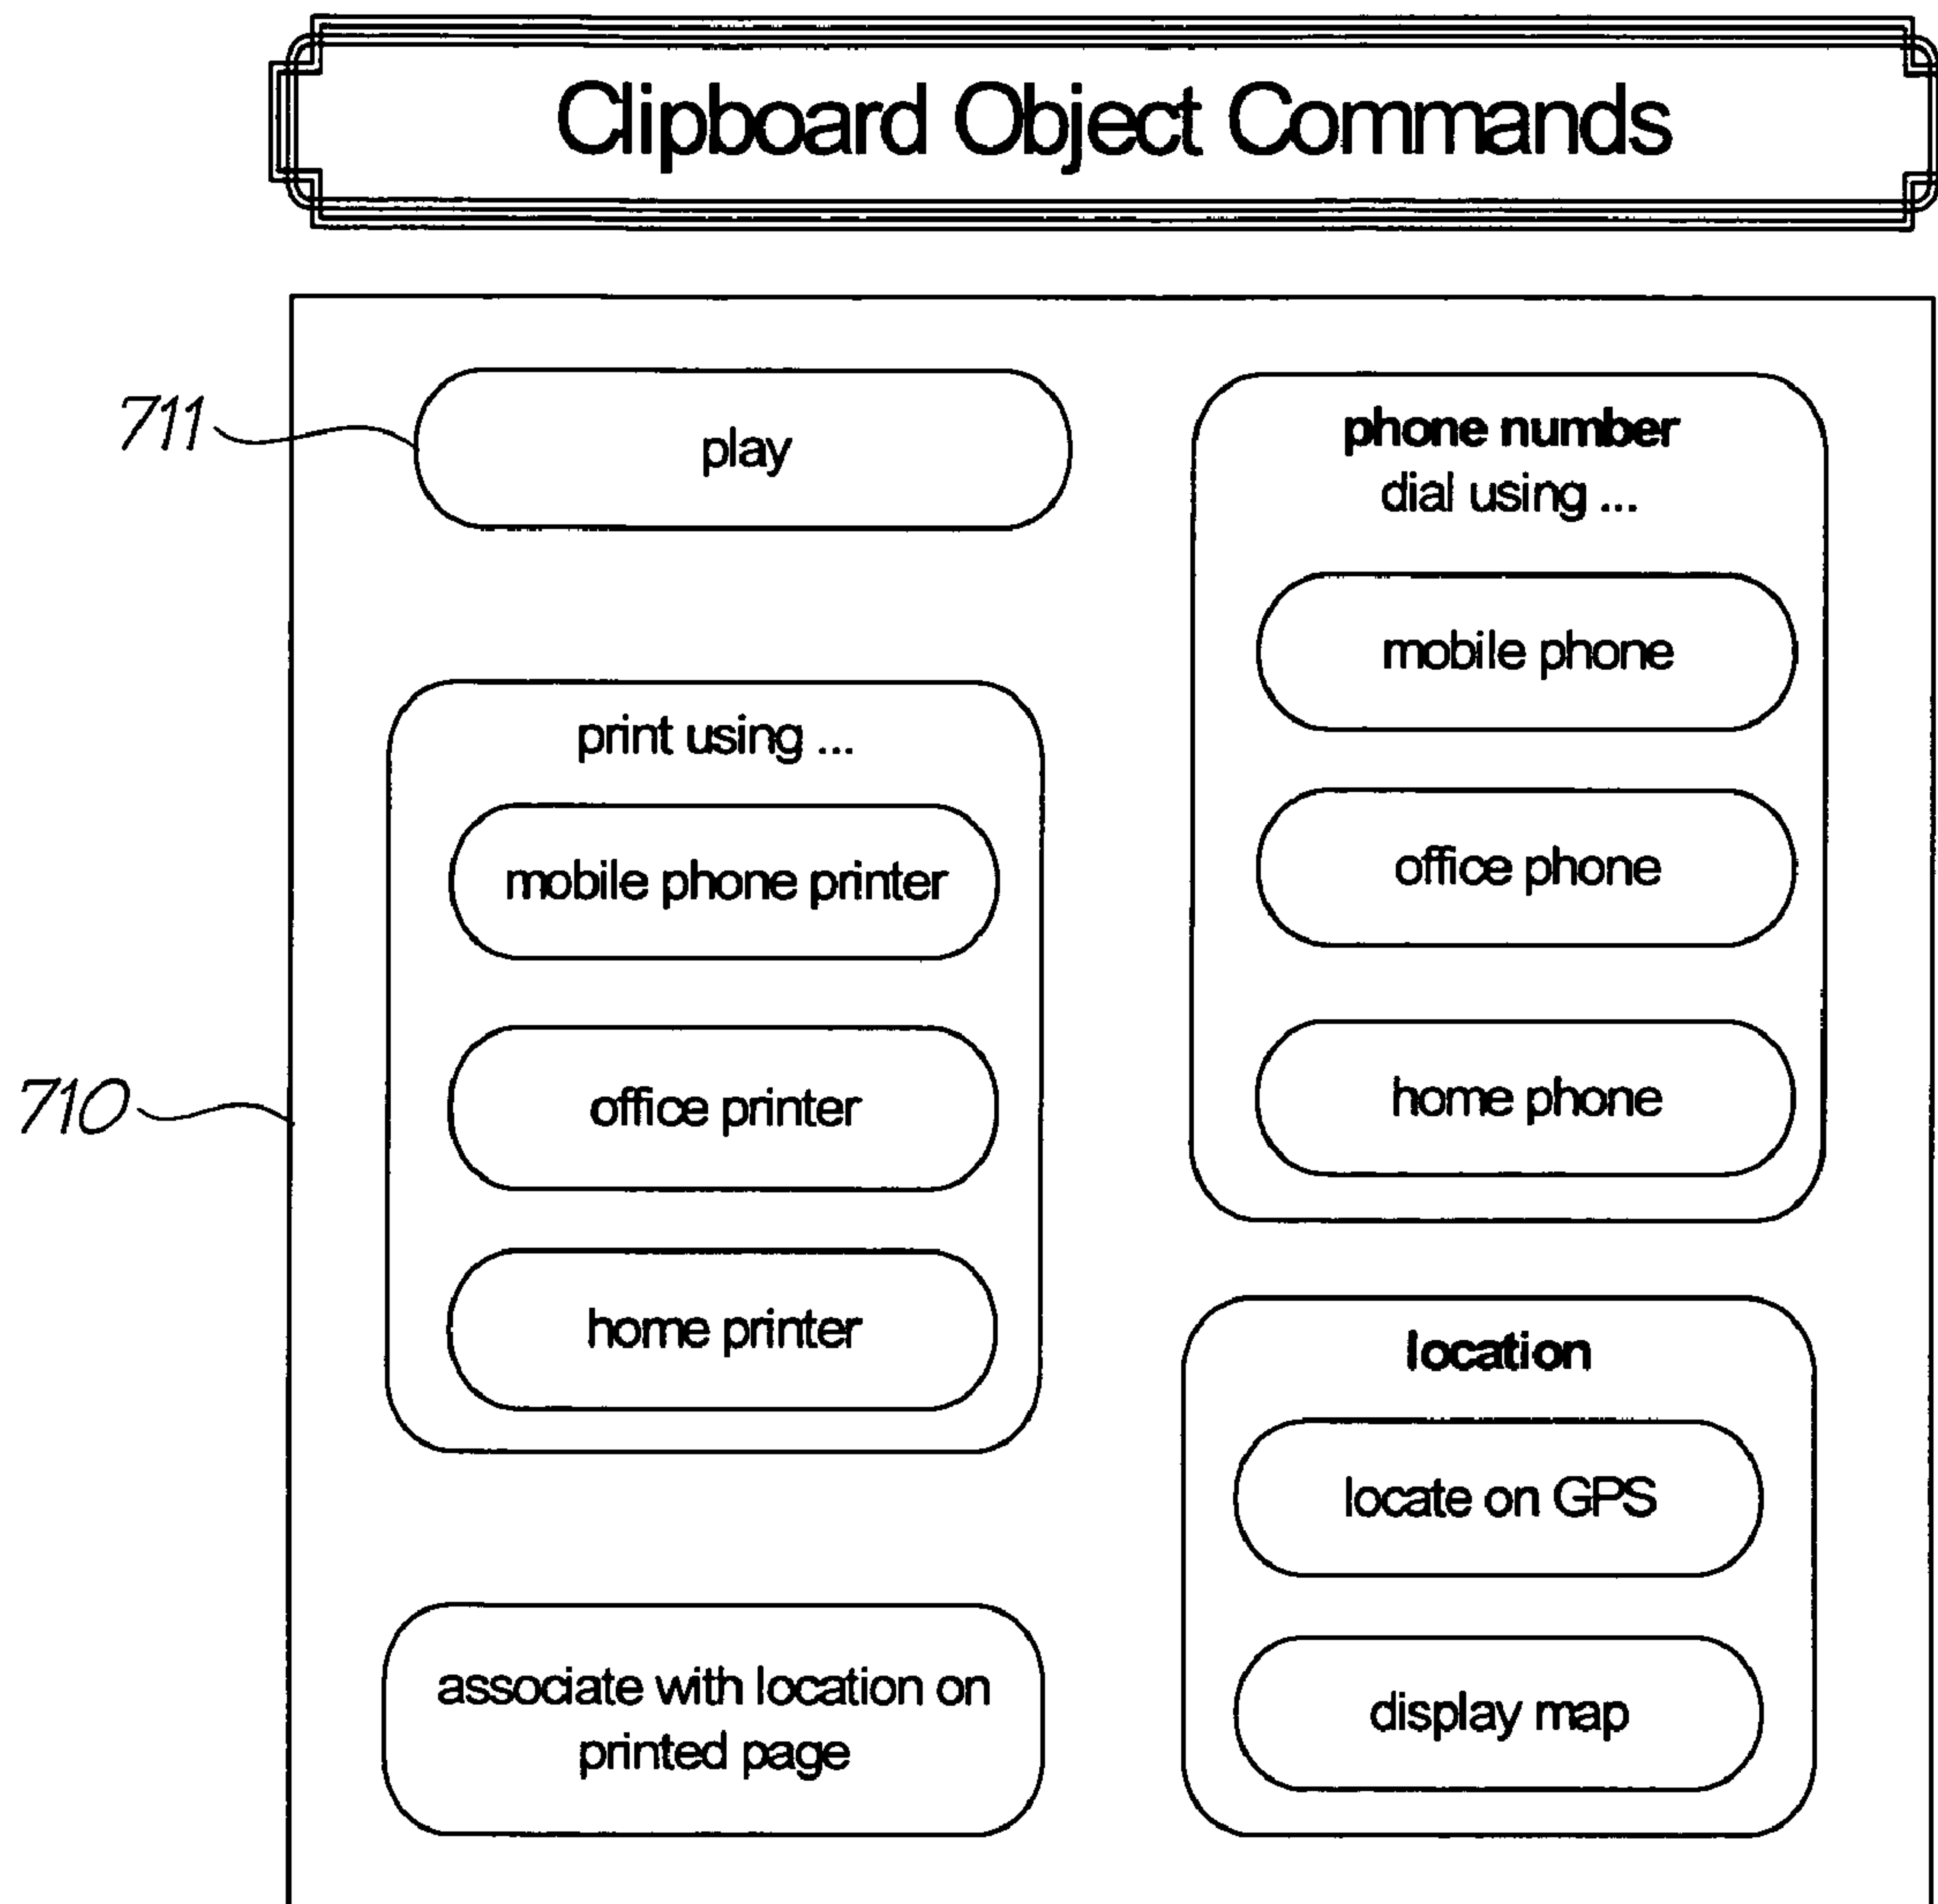 Clipboard Object Commands
711
play
print using ...
mobile phone printer
office printer
home printer
710
associate with location on
printed page
phone number
dial using ...
mobile phone
office phone
home phone
location
locate on GPS
display map